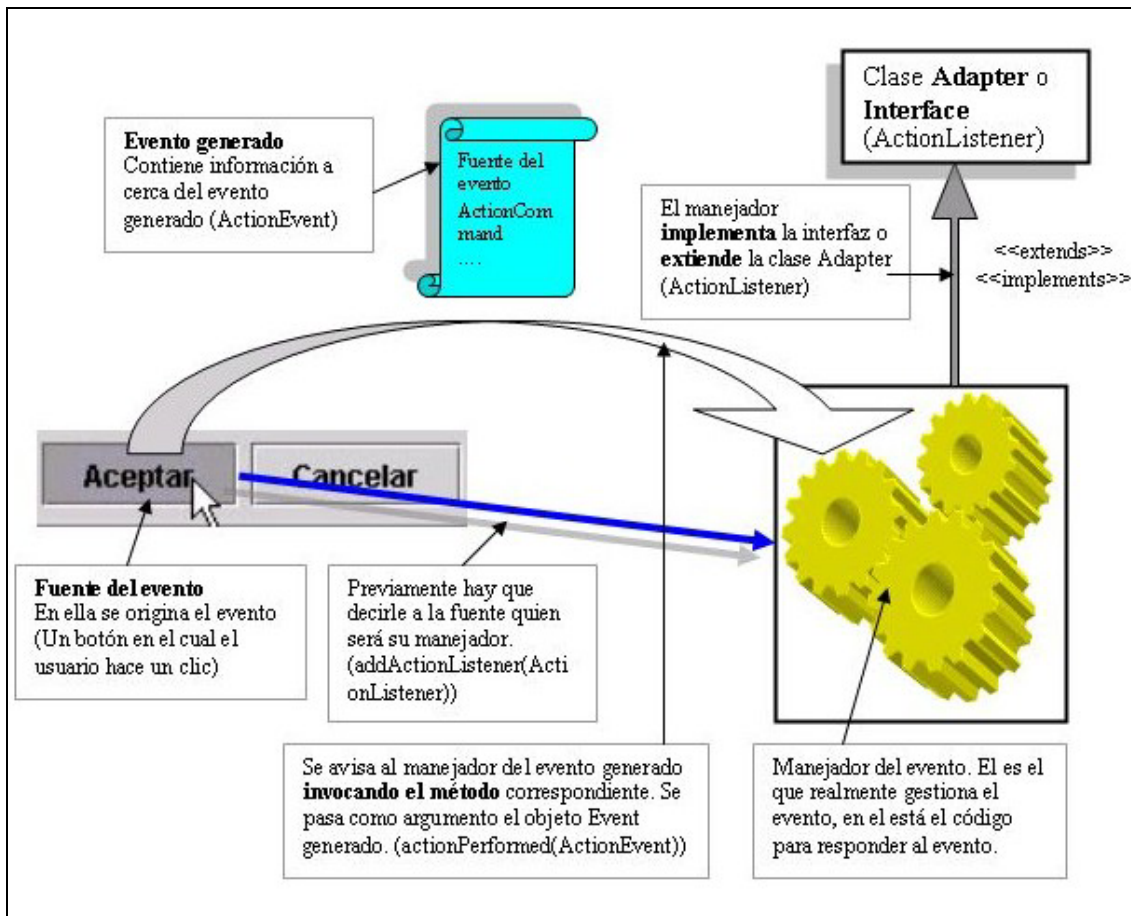 Clase Adapter o
Interface
(ActionListener)
Evento generado
Contiene información a
cerca del evento
generado (ActionEvent)
Fuente del
evento
ActionCom
mand
....
El manejador
implementa la interfaz o
extiende la clase Adapter
(ActionListener)
<<extends>>
<<implements>>
Aceptar
Cancelar
Fuente del evento
En ella se origina el evento
(Un botón en el cual el
usuario hace un clic)
Previamente hay que
decirle a la fuente quien
será su manejador.
(addActionListener(Acti
onListener))
Se avisa al manejador del evento generado
invocando el método correspondiente. Se
pasa como argumento el objeto Event
generado. (actionPerformed(ActionEvent))
Manejador del evento. El es el
que realmente gestiona el
evento, en el está el código
para responder al evento.